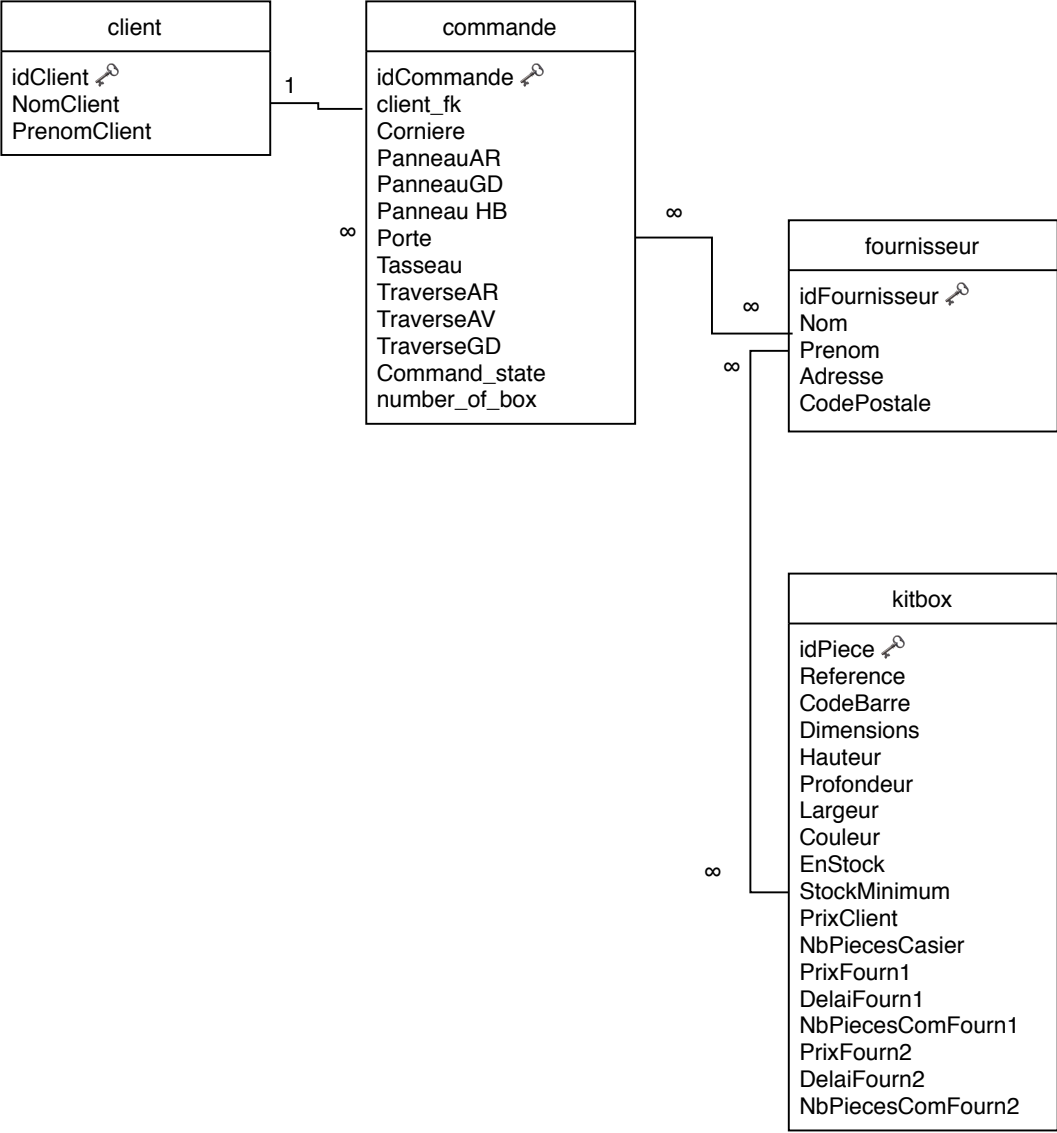 client
idClient
NomClient
PrenomClient
1
commande
idCommande
client_fk
Corniere
PanneauAR
PanneauGD
Panneau HB
Porte
Tasseau
TraverseAR
TraverseAV
TraverseGD
Command_state
number_of_box
∞
∞
∞
∞
fournisseur
idFournisseur
Nom
Prenom
Adresse
CodePostale
kitbox
idPiece
Reference
CodeBarre
Dimensions
Hauteur
Profondeur
Largeur
Couleur
EnStock
StockMinimum
PrixClient
NbPiecesCasier
PrixFourn1
DelaiFourn1
NbPiecesComFourn1
PrixFourn2
DelaiFourn2
NbPiecesComFourn2
∞